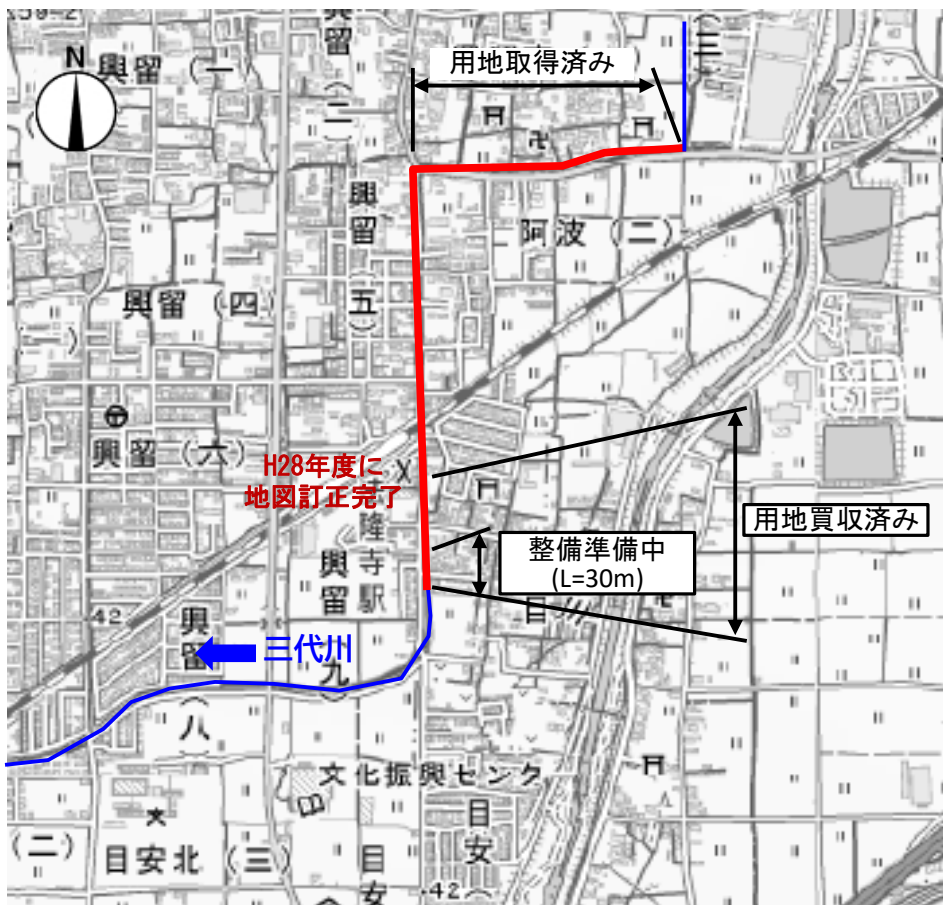 N
用地取得済み
興留(一)
興留(二)
(三)
興留(五)
阿波(二)
興留(四)
興留(六)
H28年度に
地図訂正完了
隆寺駅
用地買収済み
整備準備中
(L=30m)
興留
(九)
三代川
42
興留
(八)
文化振興センタ
目安
目安北(三)
(二)
目安
42